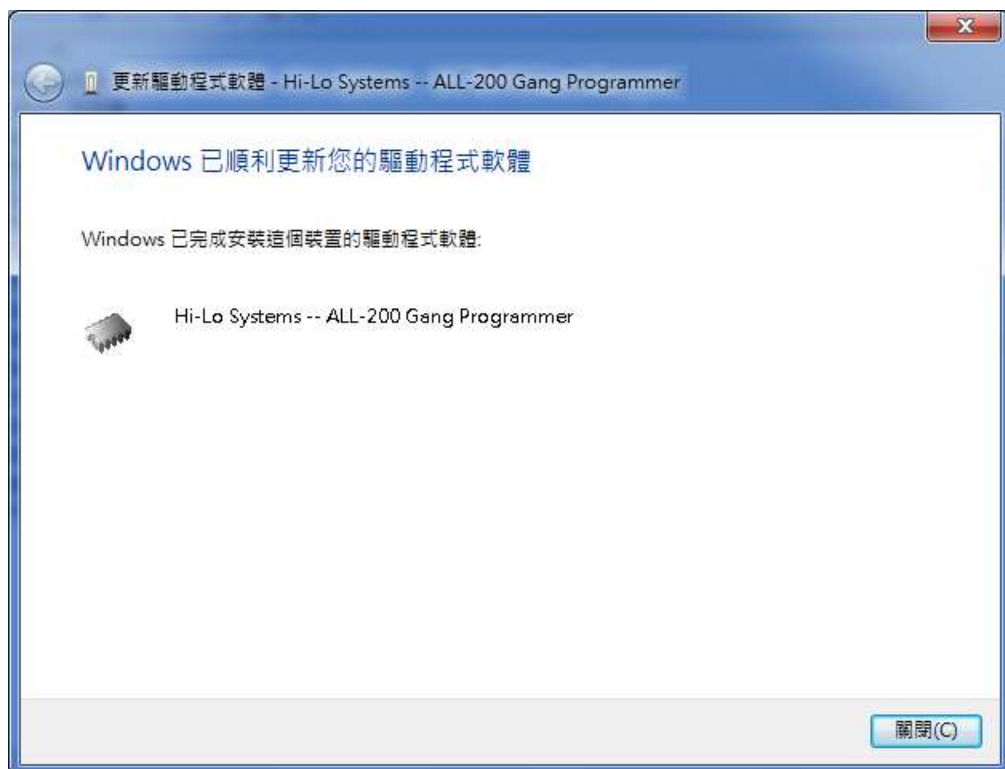 更新驅動程式軟體 - Hi-Lo Systems -- ALL-200 Gang Programmer
Windows 已順利更新您的驅動程式軟體
Windows 已完成安裝這個裝置的驅動程式軟體:
Hi-Lo Systems -- ALL-200 Gang Programmer
關閉(C)